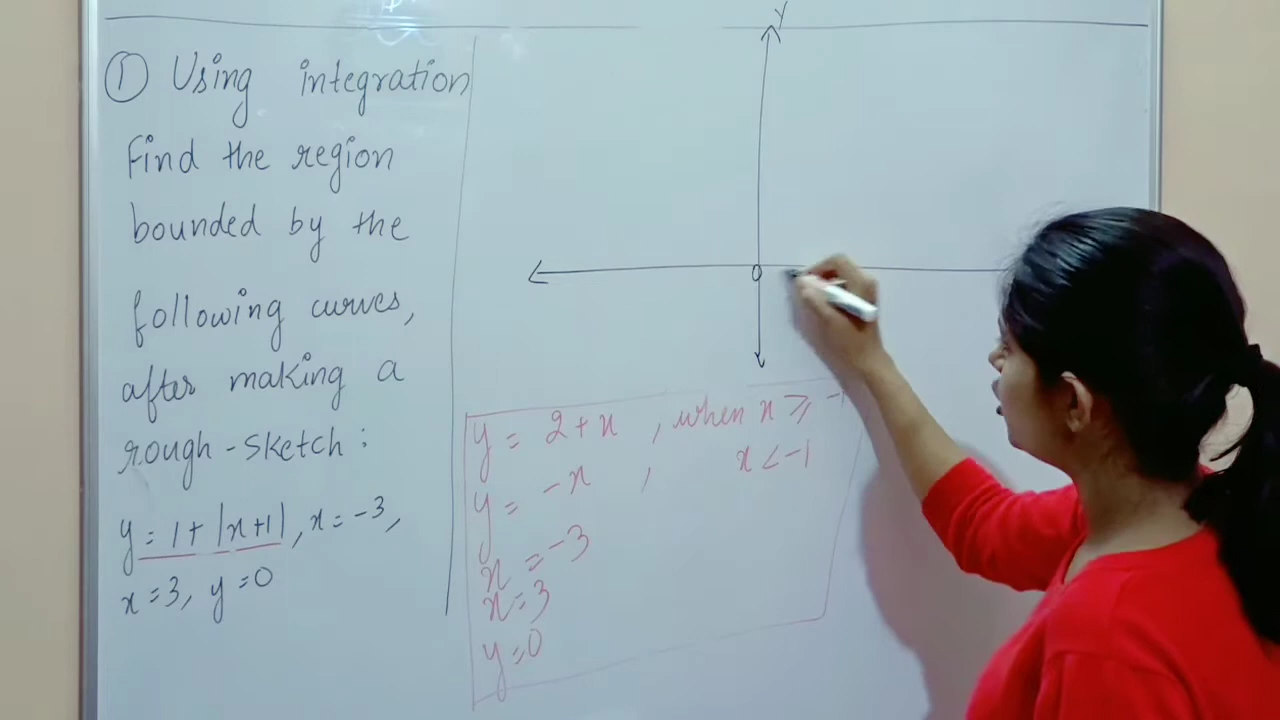 ① Using integration
Find the region
bounded by the
following curves,
after making a
rough-sketch:
y = 1 + |x+1|, x = -3,
x = 3, y = 0
Y
0
y = 2 + x , when x ⩾ -1
y = -x , x < -1
x = -3
x = 3
y = 0